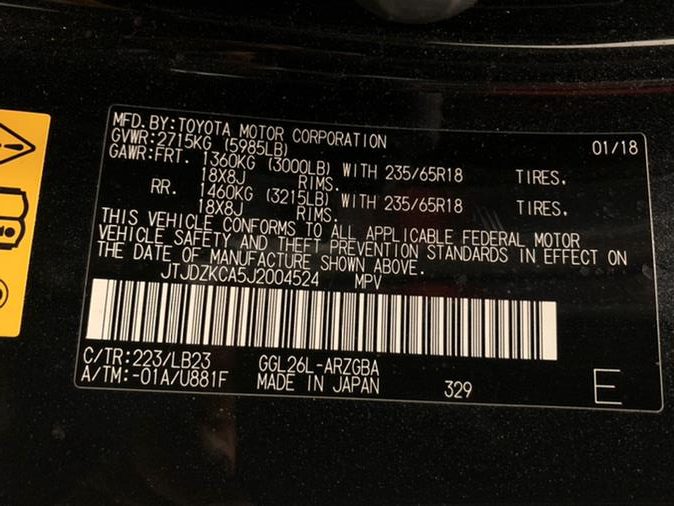 MFD. BY: TOYOTA MOTOR CORPORATION 01/18
GVWR: 2715KG (5985LB)
GAWR: FRT. 1360KG (3000LB) WITH 235/65R18 TIRES,
18X8J RIMS.
RR. 1460KG (3215LB) WITH 235/65R18 TIRES,
18X8J RIMS.
THIS VEHICLE CONFORMS TO ALL APPLICABLE FEDERAL MOTOR
VEHICLE SAFETY AND THEFT PREVENTION STANDARDS IN EFFECT ON
THE DATE OF MANUFACTURE SHOWN ABOVE.
JTJDZKCA5J2004524 MPV
C/TR: 223/LB23 GGL26L-ARZGBA
A/TM: -01A/U881F MADE IN JAPAN 329 E